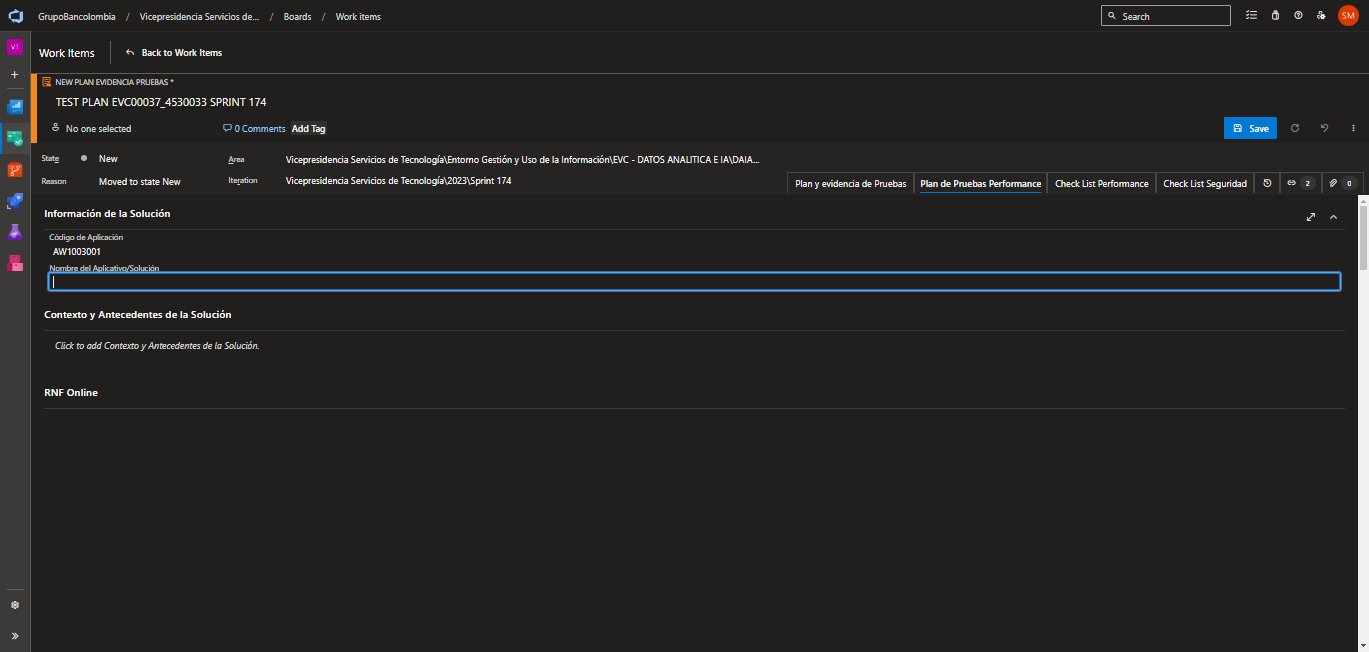 GrupoBancolombia / Vicepresidencia Servicios de... / Boards / Work items
Search
SM
VT
Work Items
Back to Work Items
NEW PLAN EVIDENCIA PRUEBAS *
TEST PLAN EVC00037_4530033 SPRINT 174
No one selected
0 Comments
Add Tag
Save
State
New
Area
Vicepresidencia Servicios de Tecnología\Entorno Gestión y Uso de la Información\EVC - DATOS ANALITICA E IA\DAIA...
Reason
Moved to state New
Iteration
Vicepresidencia Servicios de Tecnología\2023\Sprint 174
Plan y evidencia de Pruebas
Plan de Pruebas Performance
Check List Performance
Check List Seguridad
2
0
Información de la Solución
Código de Aplicación
AW1003001
Nombre del Aplicativo/Solución
Contexto y Antecedentes de la Solución
Click to add Contexto y Antecedentes de la Solución.
RNF Online